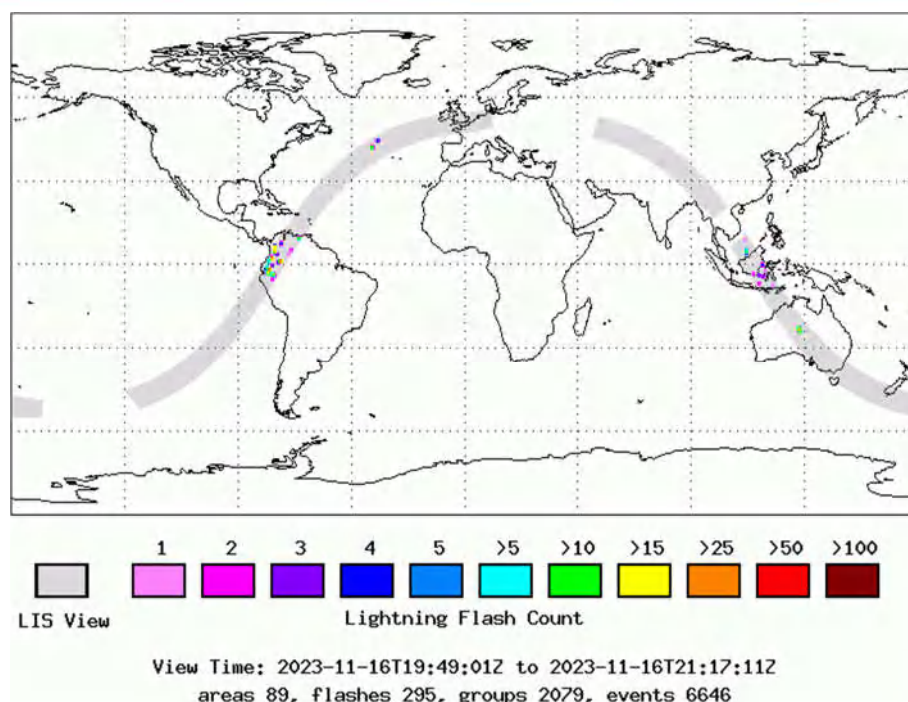 1 2 3 4 5 >5 >10 >15 >25 >50 >100
LIS View Lightning Flash Count
View Time: 2023-11-16T19:49:01Z to 2023-11-16T21:17:11Z
areas 89, flashes 295, groups 2079, events 6646